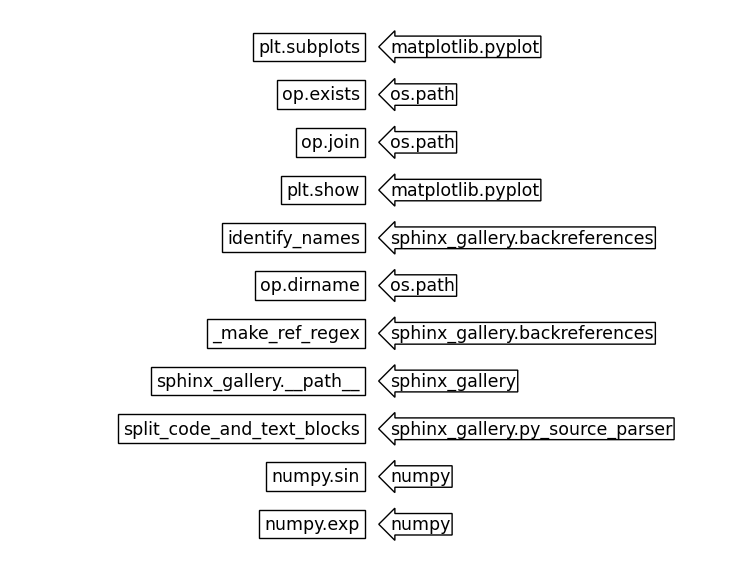 plt.subplots matplotlib.pyplot
op.exists os.path
op.join os.path
plt.show matplotlib.pyplot
identify_names sphinx_gallery.backreferences
op.dirname os.path
_make_ref_regex sphinx_gallery.backreferences
sphinx_gallery.__path__ sphinx_gallery
split_code_and_text_blocks sphinx_gallery.py_source_parser
numpy.sin numpy
numpy.exp numpy